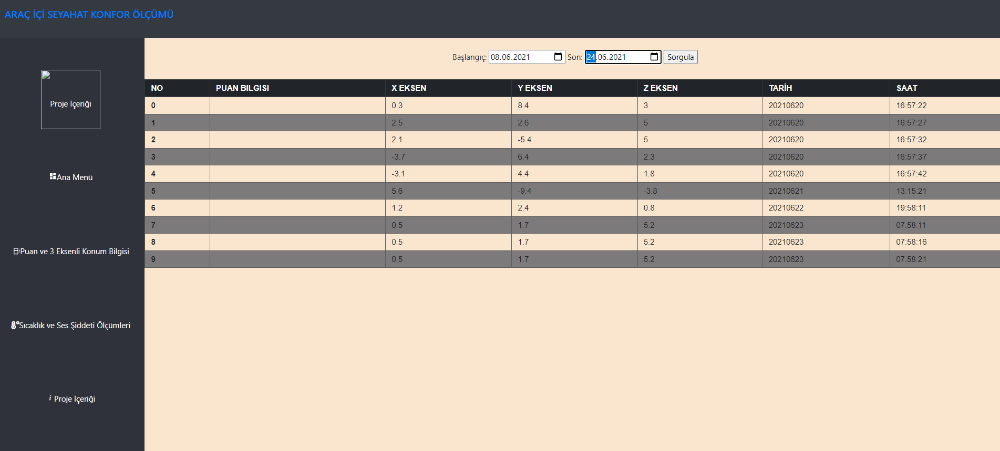 ARAÇ İÇİ SEYAHAT KONFOR ÖLÇÜMÜ
Proje İçeriği
Ana Menü
Puan ve 3 Eksenli Konum Bilgisi
Sıcaklık ve Ses Şiddeti Ölçümleri
i Proje İçeriği
Başlangıç: 08.06.2021 Son: 24.06.2021 Sorgula
NO PUAN BILGISI X EKSEN Y EKSEN Z EKSEN TARİH SAAT
0 0.3 8.4 3 20210620 16:57:22
1 2.5 2.6 5 20210620 16:57:27
2 2.1 -5.4 5 20210620 16:57:32
3 -3.7 6.4 2.3 20210620 16:57:37
4 -3.1 4.4 1.8 20210620 16:57:42
5 5.6 -9.4 -3.8 20210621 13:15:21
6 1.2 2.4 0.8 20210622 19:58:11
7 0.5 1.7 5.2 20210623 07:58:11
8 0.5 1.7 5.2 20210623 07:58:16
9 0.5 1.7 5.2 20210623 07:58:21